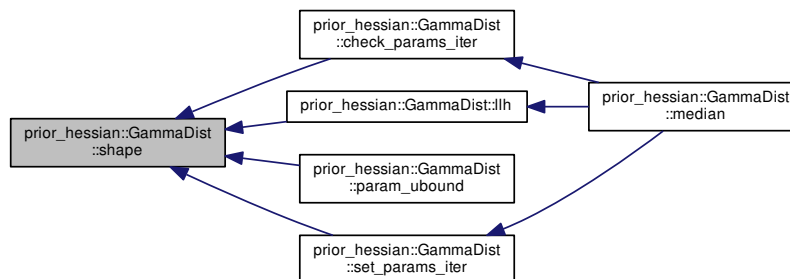 prior_hessian::GammaDist
::shape
prior_hessian::GammaDist
::check_params_iter
prior_hessian::GammaDist::llh
prior_hessian::GammaDist
::param_ubound
prior_hessian::GammaDist
::set_params_iter
prior_hessian::GammaDist
::median